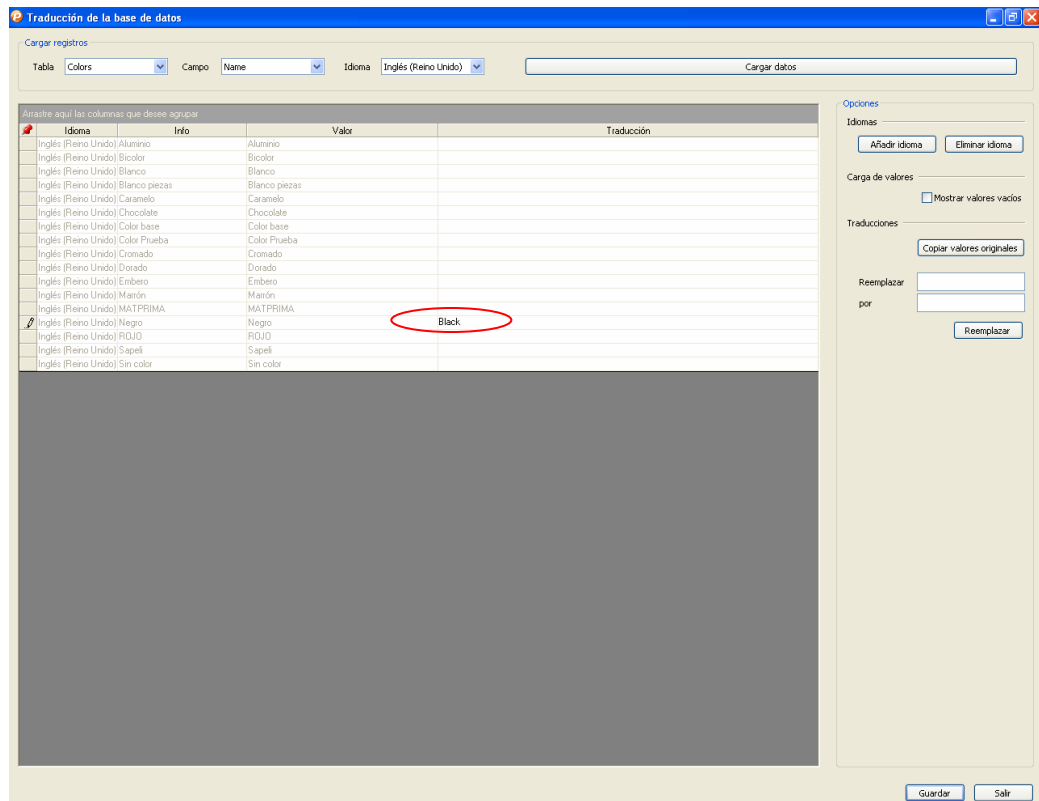 Traducción de la base de datos
Cargar registros
Tabla Colors Campo Name Idioma Inglés (Reino Unido) Cargar datos
Arrastre aquí las columnas que desee agrupar
Idioma Info Valor Traducción
Inglés (Reino Unido) Aluminio Aluminio
Inglés (Reino Unido) Bicolor Bicolor
Inglés (Reino Unido) Blanco Blanco
Inglés (Reino Unido) Blanco piezas Blanco piezas
Inglés (Reino Unido) Caramelo Caramelo
Inglés (Reino Unido) Chocolate Chocolate
Inglés (Reino Unido) Color base Color base
Inglés (Reino Unido) Color Prueba Color Prueba
Inglés (Reino Unido) Cromado Cromado
Inglés (Reino Unido) Dorado Dorado
Inglés (Reino Unido) Embero Embero
Inglés (Reino Unido) Marrón Marrón
Inglés (Reino Unido) MATPRIMA MATPRIMA
Inglés (Reino Unido) Negro Negro Black
Inglés (Reino Unido) ROJO ROJO
Inglés (Reino Unido) Sapeli Sapeli
Inglés (Reino Unido) Sin color Sin color
Opciones
Idiomas
Añadir idioma Eliminar idioma
Carga de valores
Mostrar valores vacíos
Traducciones
Copiar valores originales
Reemplazar
por
Reemplazar
Guardar Salir